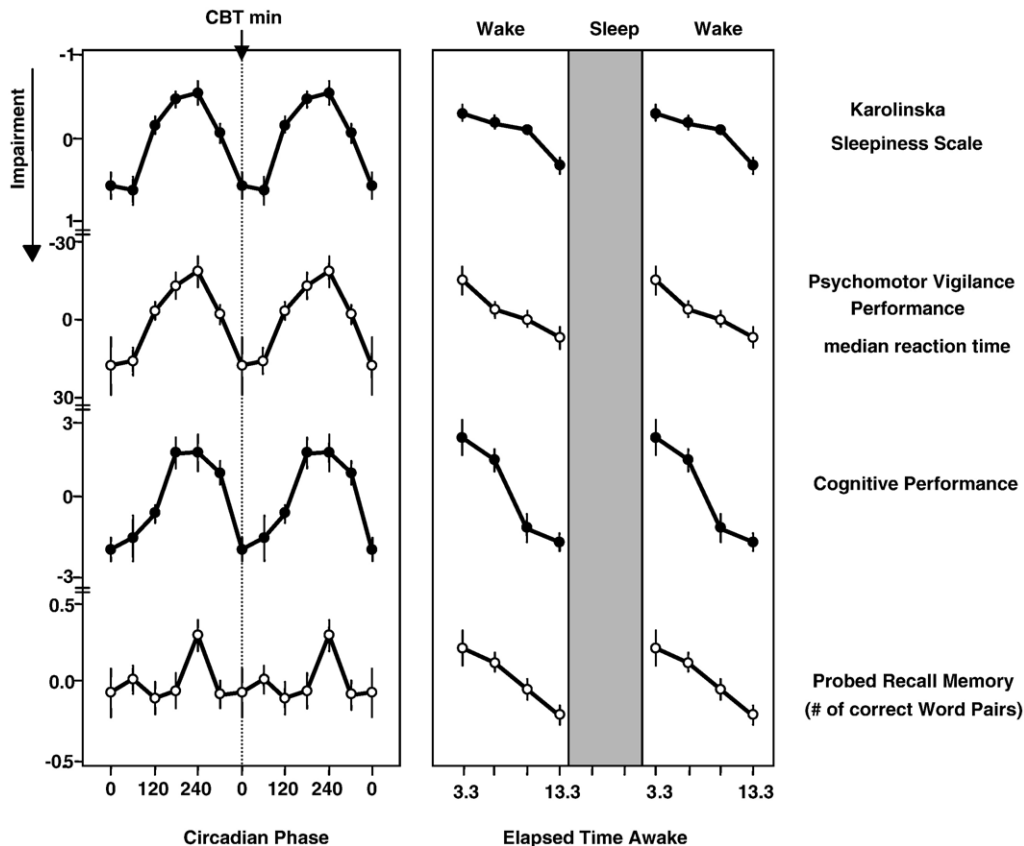 CBT min
Wake
Sleep
Wake
Impairment
-1
0
1
Karolinska
Sleepiness Scale
-30
0
30
Psychomotor Vigilance
Performance
median reaction time
3
0
-3
Cognitive Performance
0.5
0.0
-0.5
Probed Recall Memory
(# of correct Word Pairs)
0 120 240 0 120 240 0
3.3 13.3 3.3 13.3
Circadian Phase
Elapsed Time Awake